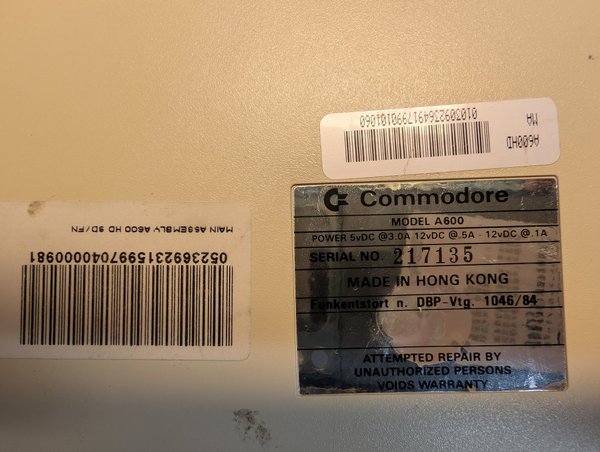 A600HD
MA
01030923649179990101060
Commodore
MODEL A600
POWER 5vDC @3.0A 12vDC @.5A - 12vDC @.1A
SERIAL NO. 217135
MADE IN HONG KONG
Funkentstort n. DBP-Vtg. 1046/84
ATTEMPTED REPAIR BY
UNAUTHORIZED PERSONS
VOIDS WARRANTY
0523692315997040000981
MAIN ASSEMBLY A600 HD SD/FN